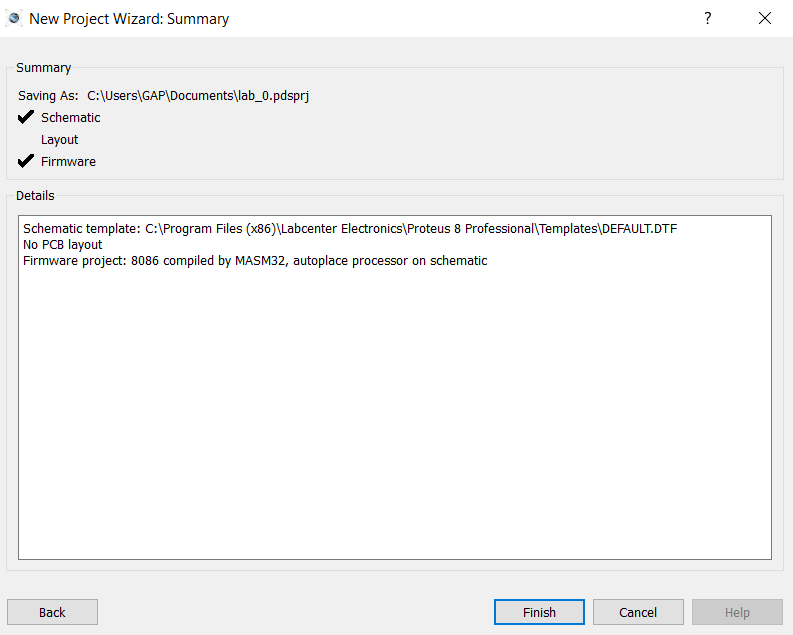 New Project Wizard: Summary
?
Summary
Saving As: C:\Users\GAP\Documents\lab_0.pdsprj
Schematic
Layout
Firmware
Details
Schematic template: C:\Program Files (x86)\Labcenter Electronics\Proteus 8 Professional\Templates\DEFAULT.DTF
No PCB layout
Firmware project: 8086 compiled by MASM32, autoplace processor on schematic
Back Finish Cancel Help